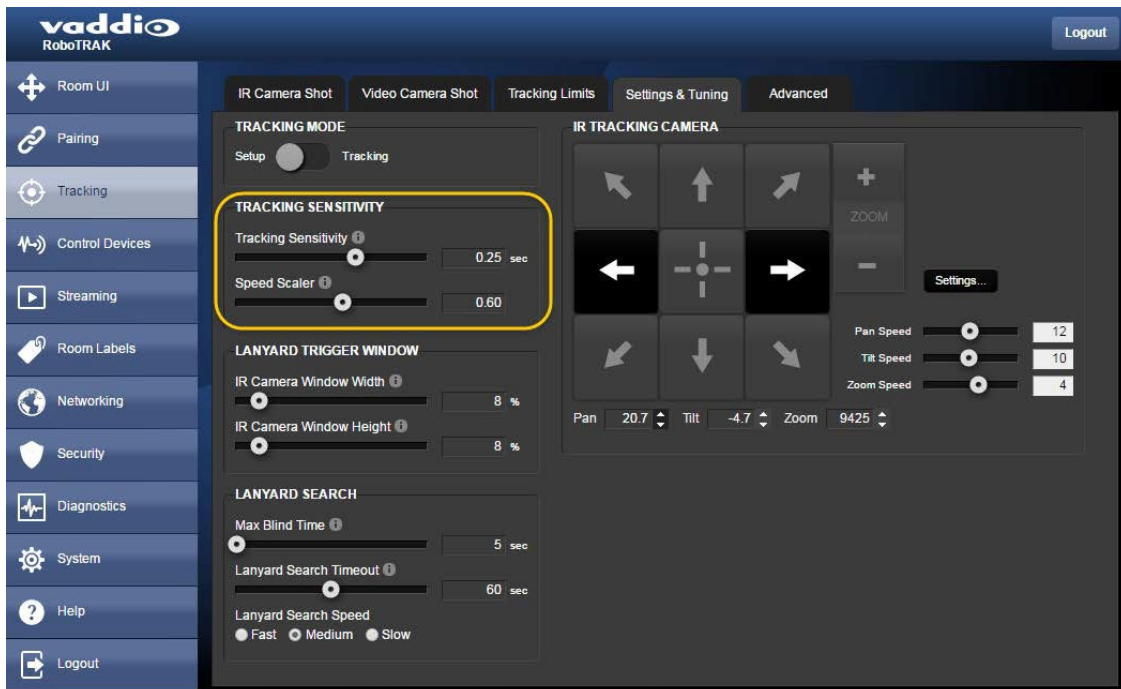 vaddio
RoboTRAK
Logout
Room UI
Pairing
Tracking
Control Devices
Streaming
Room Labels
Networking
Security
Diagnostics
System
Help
Logout
IR Camera Shot Video Camera Shot Tracking Limits Settings & Tuning Advanced
TRACKING MODE
Setup Tracking
TRACKING SENSITIVITY
Tracking Sensitivity i
0.25 sec
Speed Scaler i
0.60
LANYARD TRIGGER WINDOW
IR Camera Window Width i
8 %
IR Camera Window Height i
8 %
LANYARD SEARCH
Max Blind Time i
5 sec
Lanyard Search Timeout i
60 sec
Lanyard Search Speed
Fast Medium Slow
IR TRACKING CAMERA
+
ZOOM
−
Settings...
Pan Speed 12
Tilt Speed 10
Zoom Speed 4
Pan 20.7 Tilt -4.7 Zoom 9425